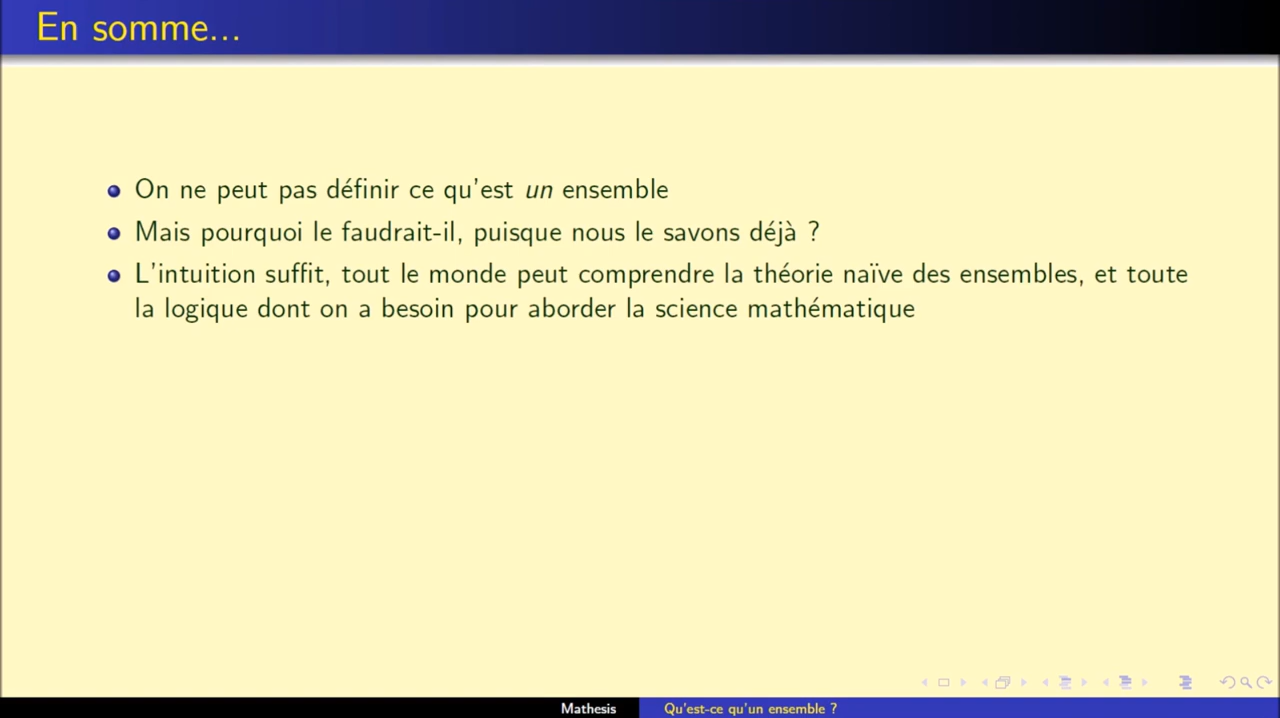 En somme...
On ne peut pas définir ce qu'est un ensemble
Mais pourquoi le faudrait-il, puisque nous le savons déjà ?
L'intuition suffit, tout le monde peut comprendre la théorie naïve des ensembles, et toute
la logique dont on a besoin pour aborder la science mathématique
Mathesis
Qu'est-ce qu'un ensemble ?